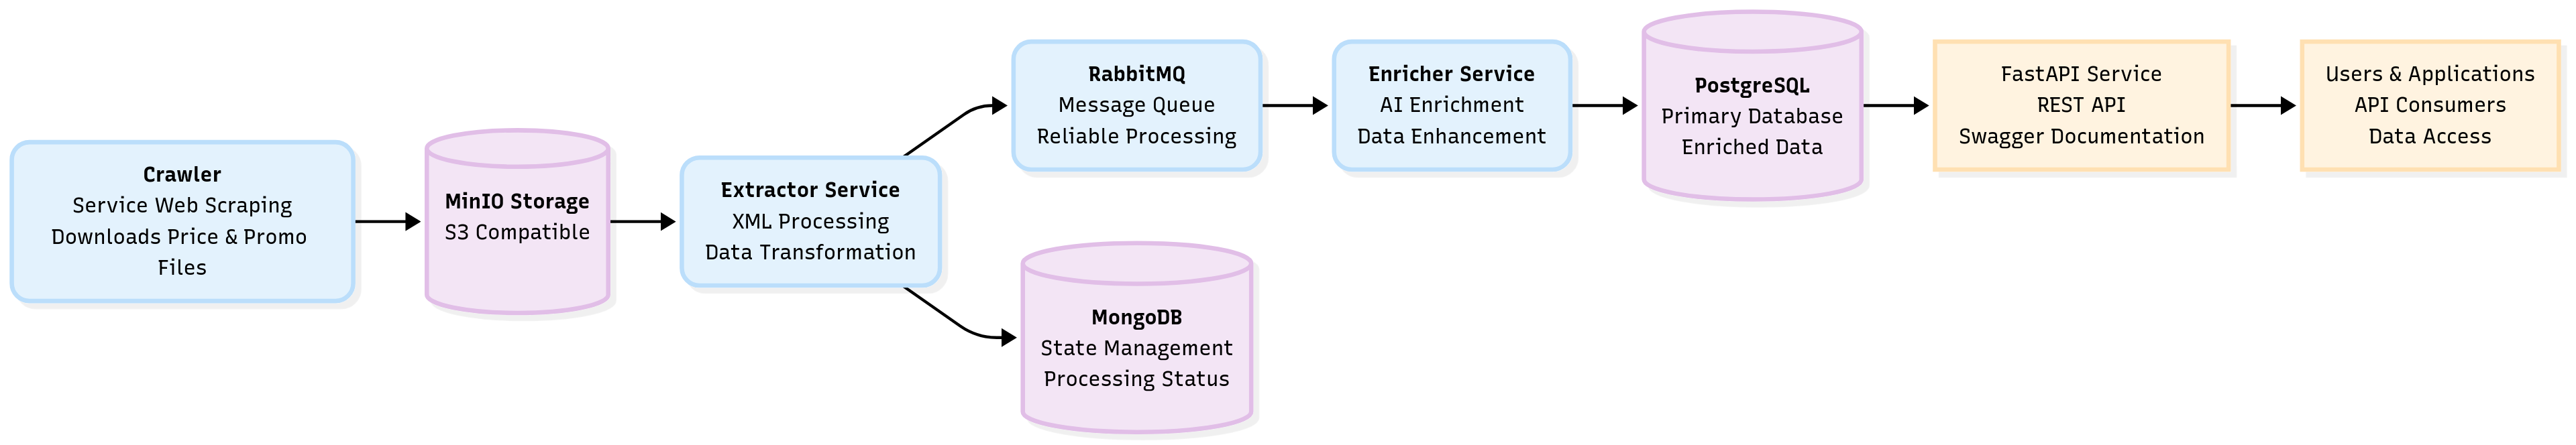 Crawler
Service Web Scraping
Downloads Price & Promo
Files
MinIO Storage
S3 Compatible
Extractor Service
XML Processing
Data Transformation
RabbitMQ
Message Queue
Reliable Processing
MongoDB
State Management
Processing Status
Enricher Service
AI Enrichment
Data Enhancement
PostgreSQL
Primary Database
Enriched Data
FastAPI Service
REST API
Swagger Documentation
Users & Applications
API Consumers
Data Access